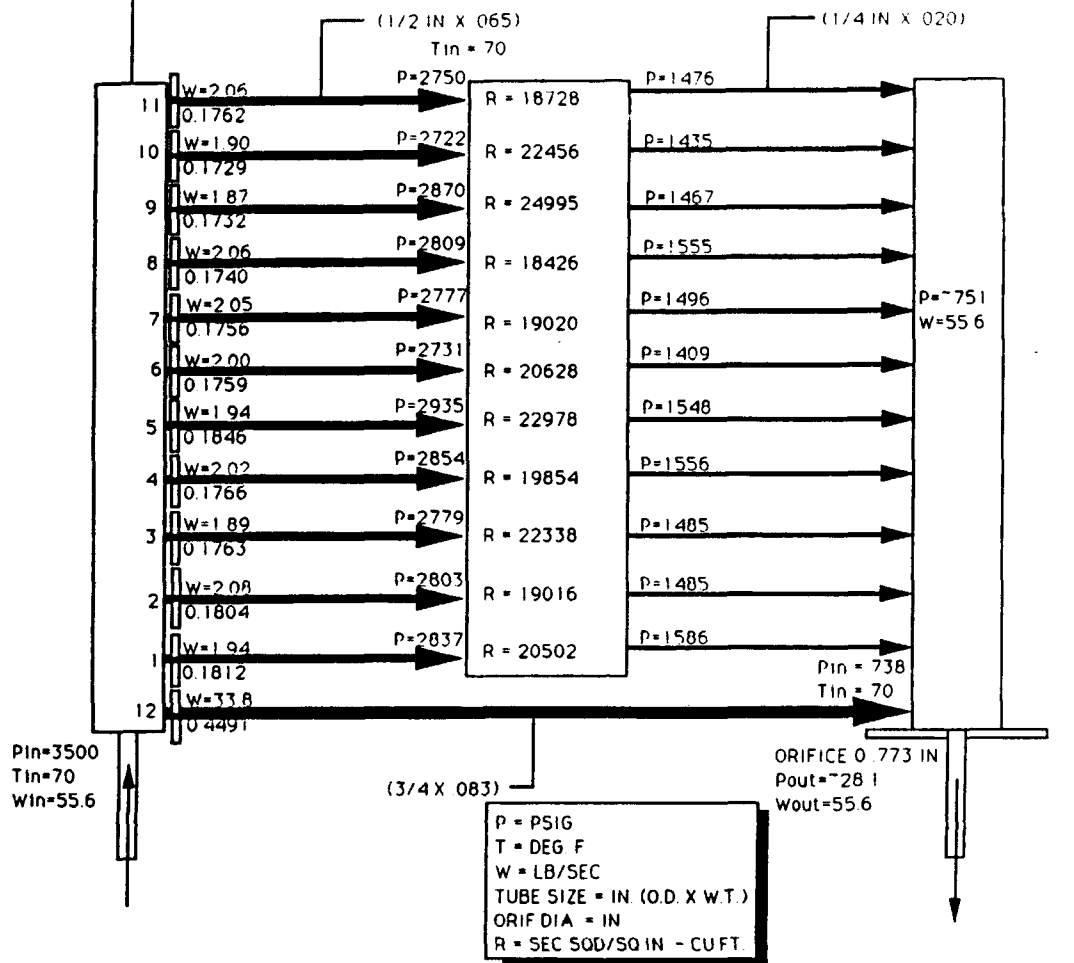 (1/2 IN X .065)
(1/4 IN X .020)
Tin = 70
11 W=2.06 P=2750 R = 18728 P=1476
0.1762
10 W=1.90 P=2722 R = 22456 P=1435
0.1729
9 W=1.87 P=2870 R = 24995 P=1467
0.1732
8 W=2.06 P=2809 R = 18426 P=1555
0.1740
7 W=2.05 P=2777 R = 19020 P=1496
0.1756
P=~751
W=55.6
6 W=2.00 P=2731 R = 20628 P=1409
0.1759
5 W=1.94 P=2935 R = 22978 P=1548
0.1846
4 W=2.02 P=2854 R = 19854 P=1556
0.1766
3 W=1.89 P=2779 R = 22338 P=1485
0.1763
2 W=2.08 P=2803 R = 19016 P=1485
0.1804
1 W=1.94 P=2837 R = 20502 P=1586
0.1812
Pin = 738
Tin = 70
12 W=33.8
0.4491
Pin=3500
Tin=70
Win=55.6
(3/4 X .083)
ORIFICE 0.773 IN
Pout=~28.1
Wout=55.6
P = PSIG
T = DEG. F
W = LB/SEC
TUBE SIZE = IN. (O.D. X W.T.)
ORIF DIA = IN
R = SEC SQD/SQ IN - CU FT.